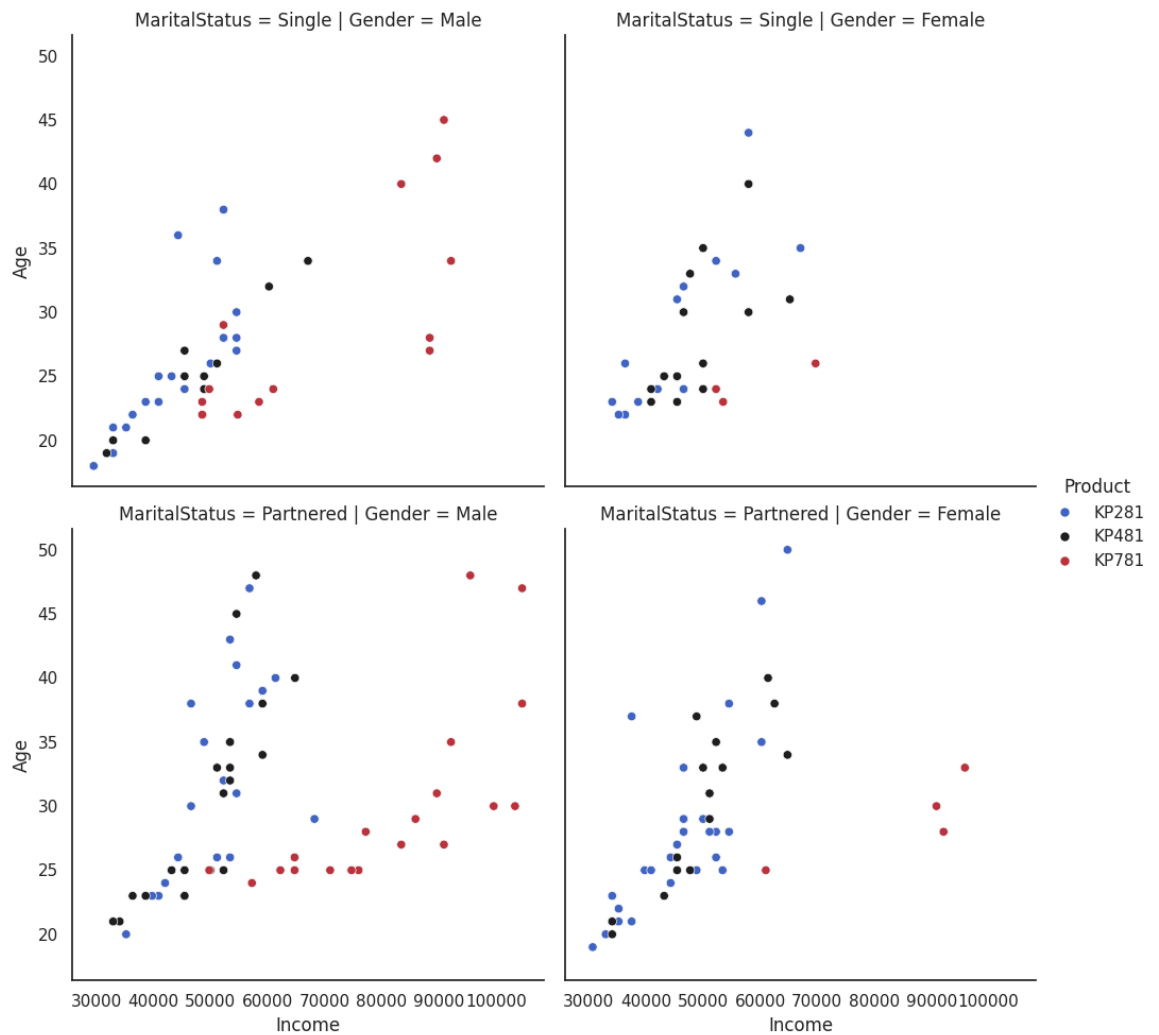 MaritalStatus = Single | Gender = Male
MaritalStatus = Single | Gender = Female
50
45
40
35
30
25
20
Age
MaritalStatus = Partnered | Gender = Male
MaritalStatus = Partnered | Gender = Female
Product
KP281
KP481
KP781
50
45
40
35
30
25
20
Age
30000 40000 50000 60000 70000 80000 90000 100000
Income
30000 40000 50000 60000 70000 80000 90000 100000
Income